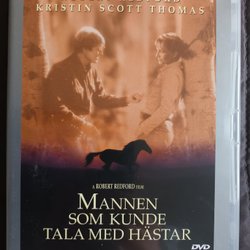 KRISTIN SCOTT THOMAS
A ROBERT REDFORD FILM
MANNEN
SOM KUNDE
TALA MED HÄSTAR
DVD